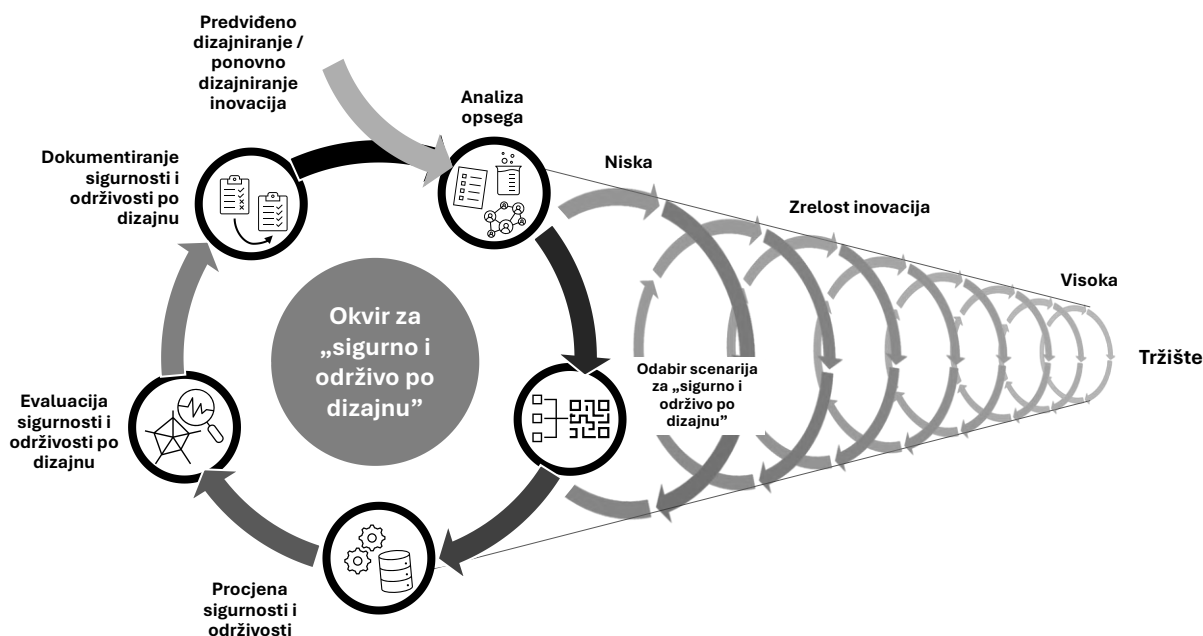 Predviđeno
dizajniranje /
ponovno
dizajniranje
inovacija
Analiza
opsega
Dokumentiranje
sigurnosti i
održivosti po
dizajnu
Niska
Zrelost inovacija
Visoka
Tržište
Okvir za
„sigurno i
održivo po
dizajnu”
Odabir scenarija
za „sigurno i
održivo po
dizajnu”
Evaluacija
sigurnosti i
održivosti po
dizajnu
Procjena
sigurnosti i
održivosti